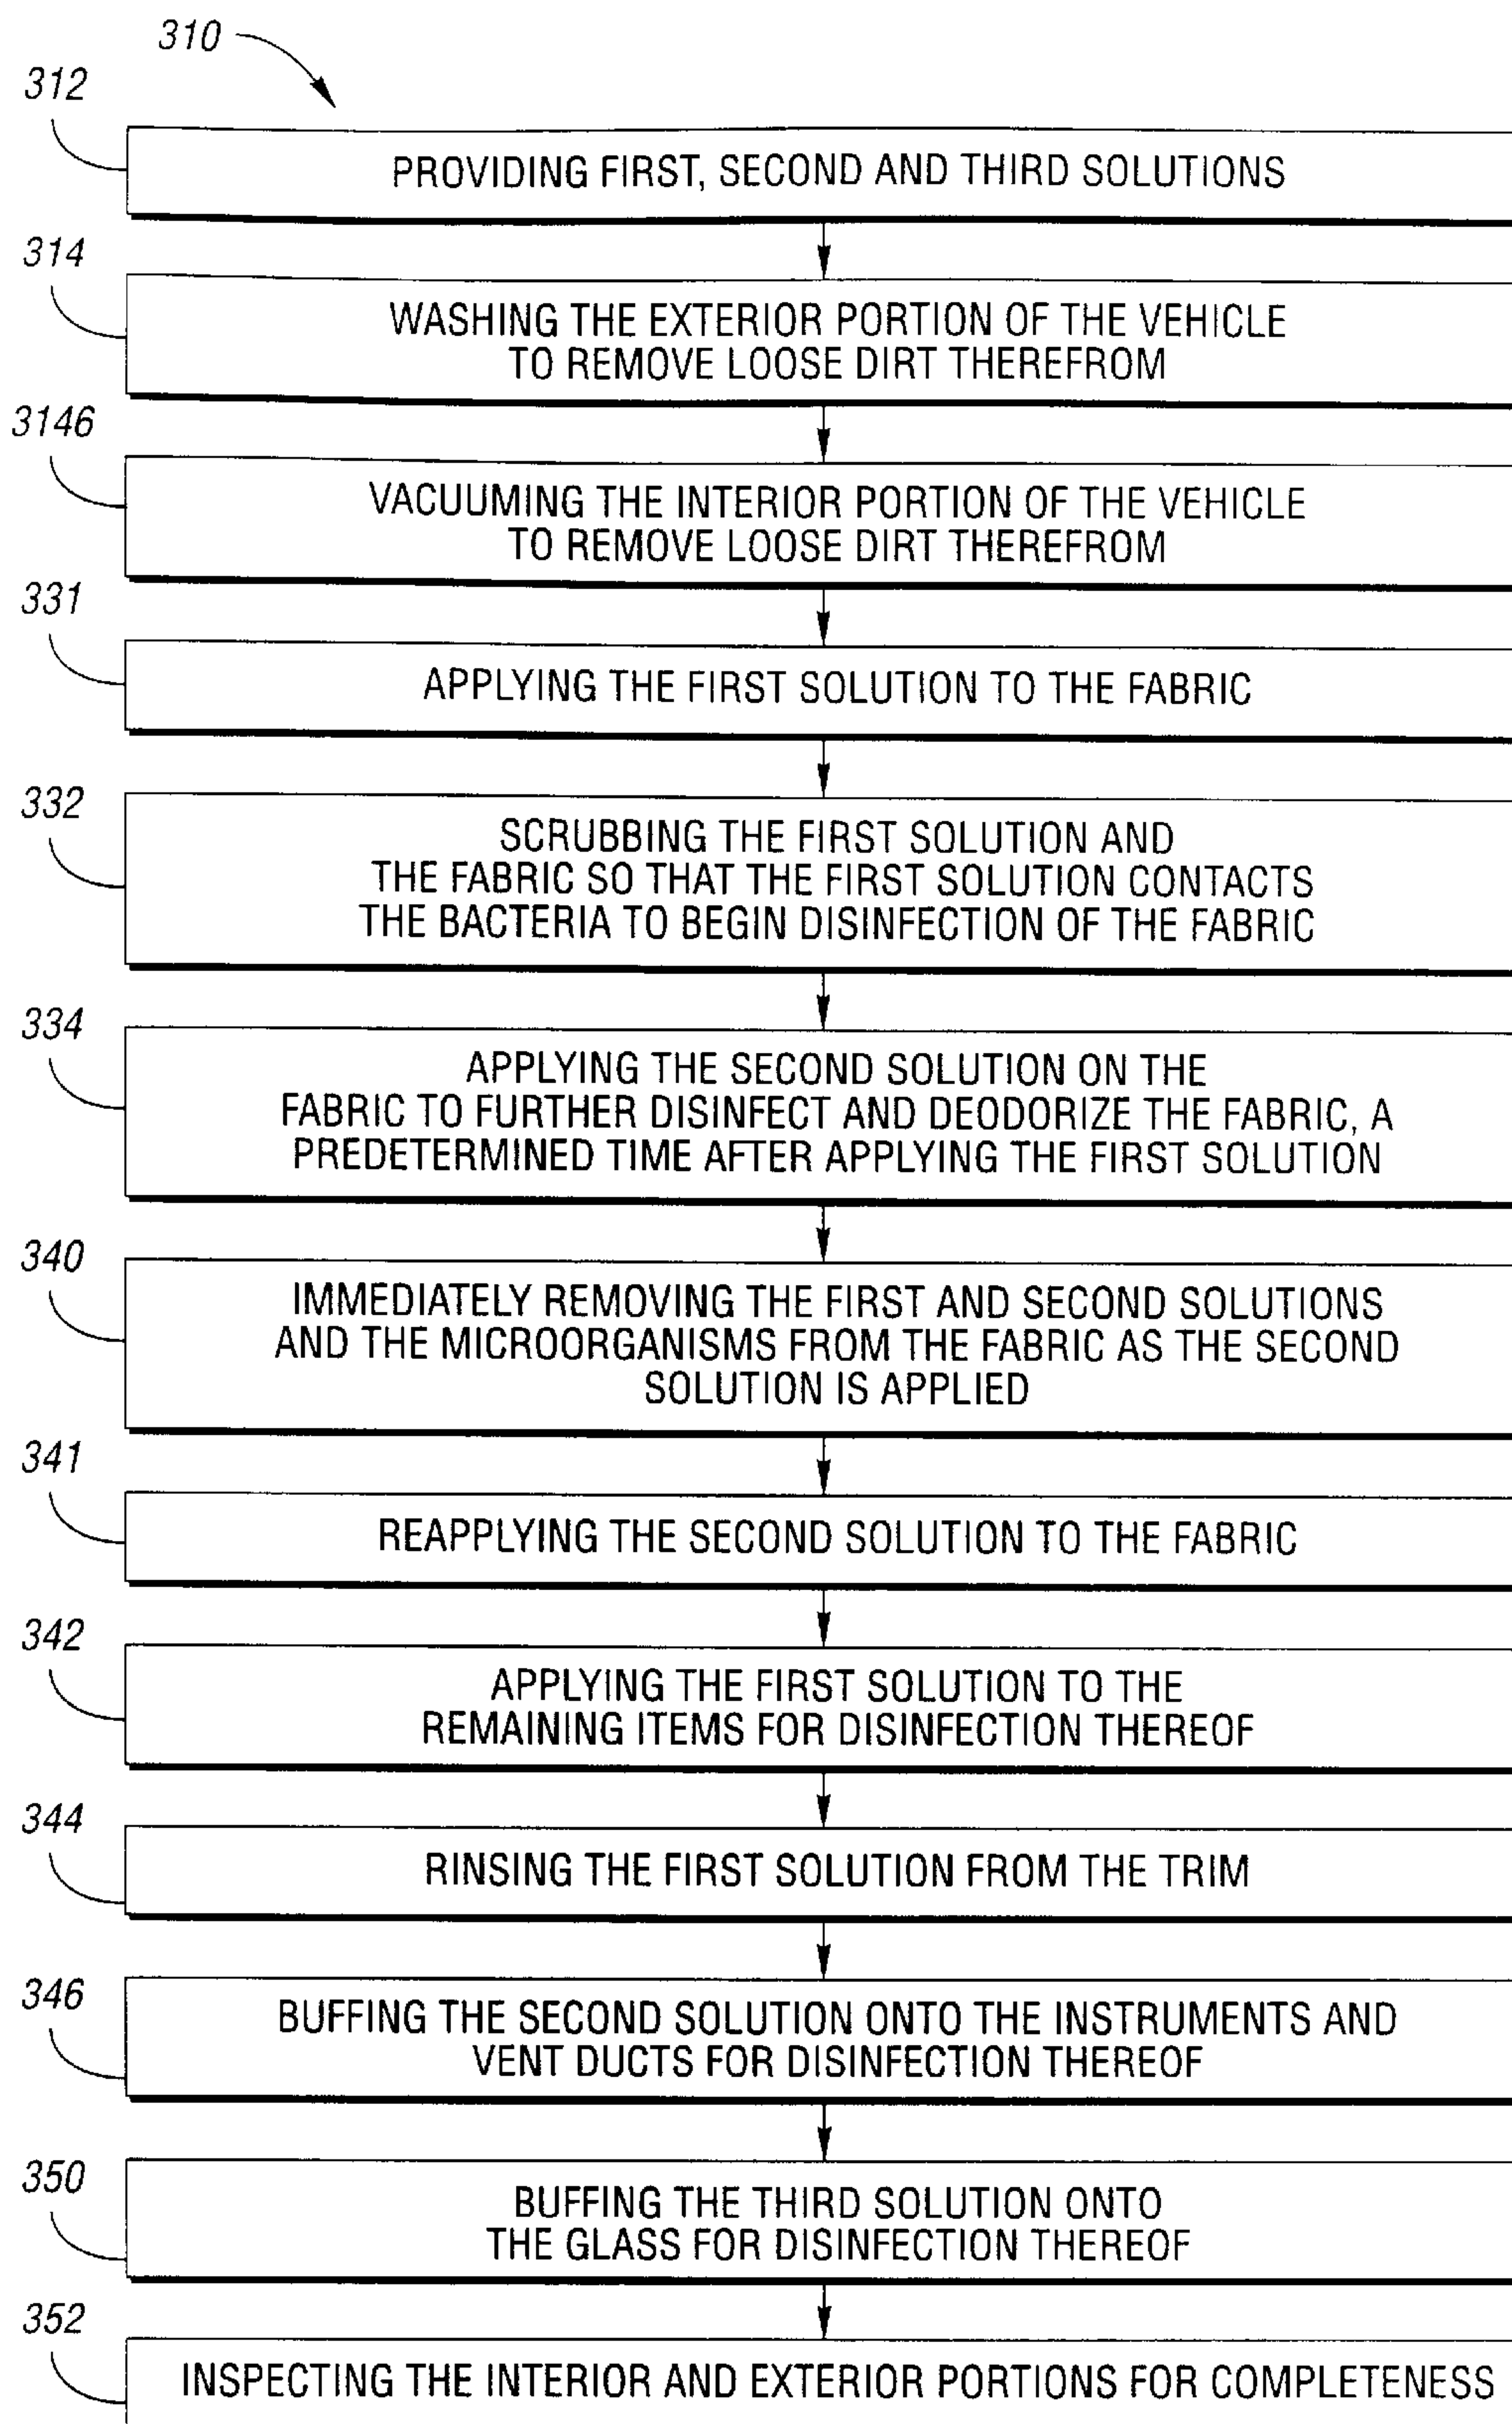 310
312
PROVIDING FIRST, SECOND AND THIRD SOLUTIONS
314
WASHING THE EXTERIOR PORTION OF THE VEHICLE
TO REMOVE LOOSE DIRT THEREFROM
3146
VACUUMING THE INTERIOR PORTION OF THE VEHICLE
TO REMOVE LOOSE DIRT THEREFROM
331
APPLYING THE FIRST SOLUTION TO THE FABRIC
332
SCRUBBING THE FIRST SOLUTION AND
THE FABRIC SO THAT THE FIRST SOLUTION CONTACTS
THE BACTERIA TO BEGIN DISINFECTION OF THE FABRIC
334
APPLYING THE SECOND SOLUTION ON THE
FABRIC TO FURTHER DISINFECT AND DEODORIZE THE FABRIC, A
PREDETERMINED TIME AFTER APPLYING THE FIRST SOLUTION
340
IMMEDIATELY REMOVING THE FIRST AND SECOND SOLUTIONS
AND THE MICROORGANISMS FROM THE FABRIC AS THE SECOND
SOLUTION IS APPLIED
341
REAPPLYING THE SECOND SOLUTION TO THE FABRIC
342
APPLYING THE FIRST SOLUTION TO THE
REMAINING ITEMS FOR DISINFECTION THEREOF
344
RINSING THE FIRST SOLUTION FROM THE TRIM
346
BUFFING THE SECOND SOLUTION ONTO THE INSTRUMENTS AND
VENT DUCTS FOR DISINFECTION THEREOF
350
BUFFING THE THIRD SOLUTION ONTO
THE GLASS FOR DISINFECTION THEREOF
352
INSPECTING THE INTERIOR AND EXTERIOR PORTIONS FOR COMPLETENESS